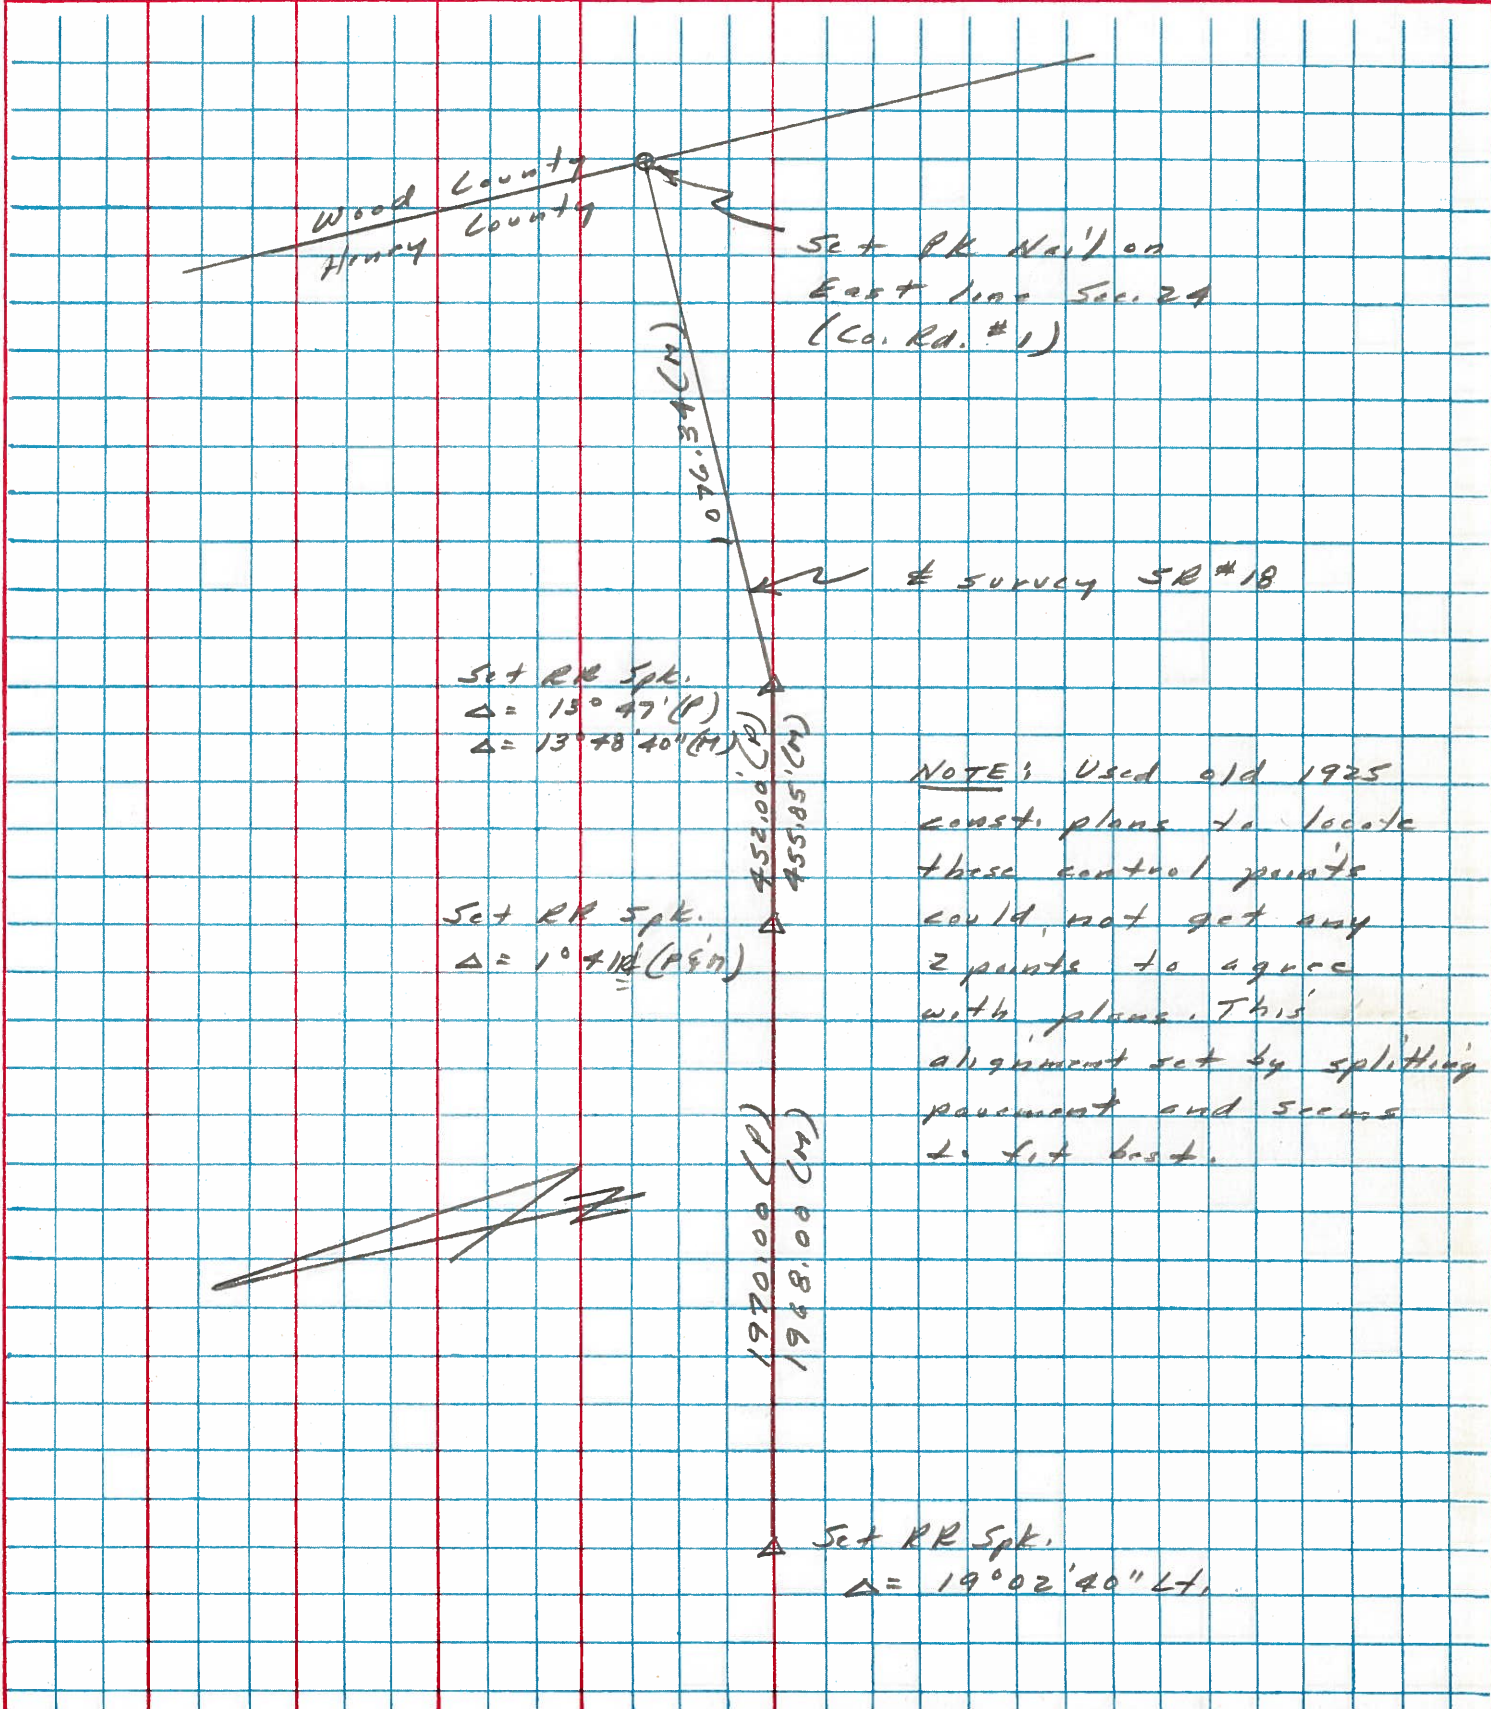 Wood County
Henry County
Set PK Nail on
East line Sec. 24
(Co. Rd. #1)
1076.34 (M)
℄ survey SR #18
Set RR Spk.
Δ = 13° 47' (P)
Δ = 13° 48' 40" (M)
452.00' (P)
455.85' (M)
NOTE: Used old 1925
const. plans to locate
these control points
could not get any
2 points to agree
with plans. This
alignment set by splitting
pavement and seems
to fit best.
Set RR Spk.
Δ = 1° 41' (P&M)
N
1970.00 (P)
1968.00 (M)
Set RR Spk.
Δ = 19° 02' 40" Lt.